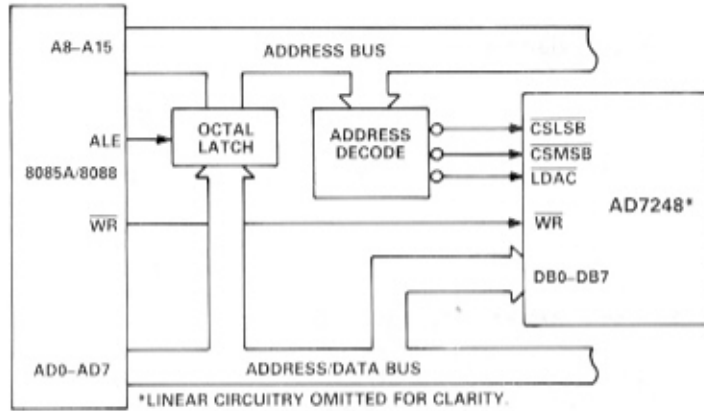 A8–A15
ADDRESS BUS
ALE
OCTAL
LATCH
ADDRESS
DECODE
CSLSB
CSMSB
LDAC
8085A/8088
AD7248*
WR
WR
DB0–DB7
AD0–AD7
ADDRESS/DATA BUS
*LINEAR CIRCUITRY OMITTED FOR CLARITY.